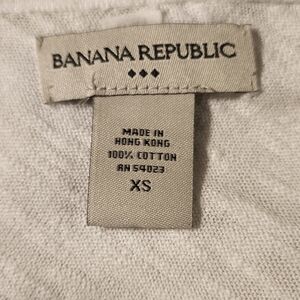 BANANA REPUBLIC
MADE IN
HONG KONG
100% COTTON
RN 54023
XS